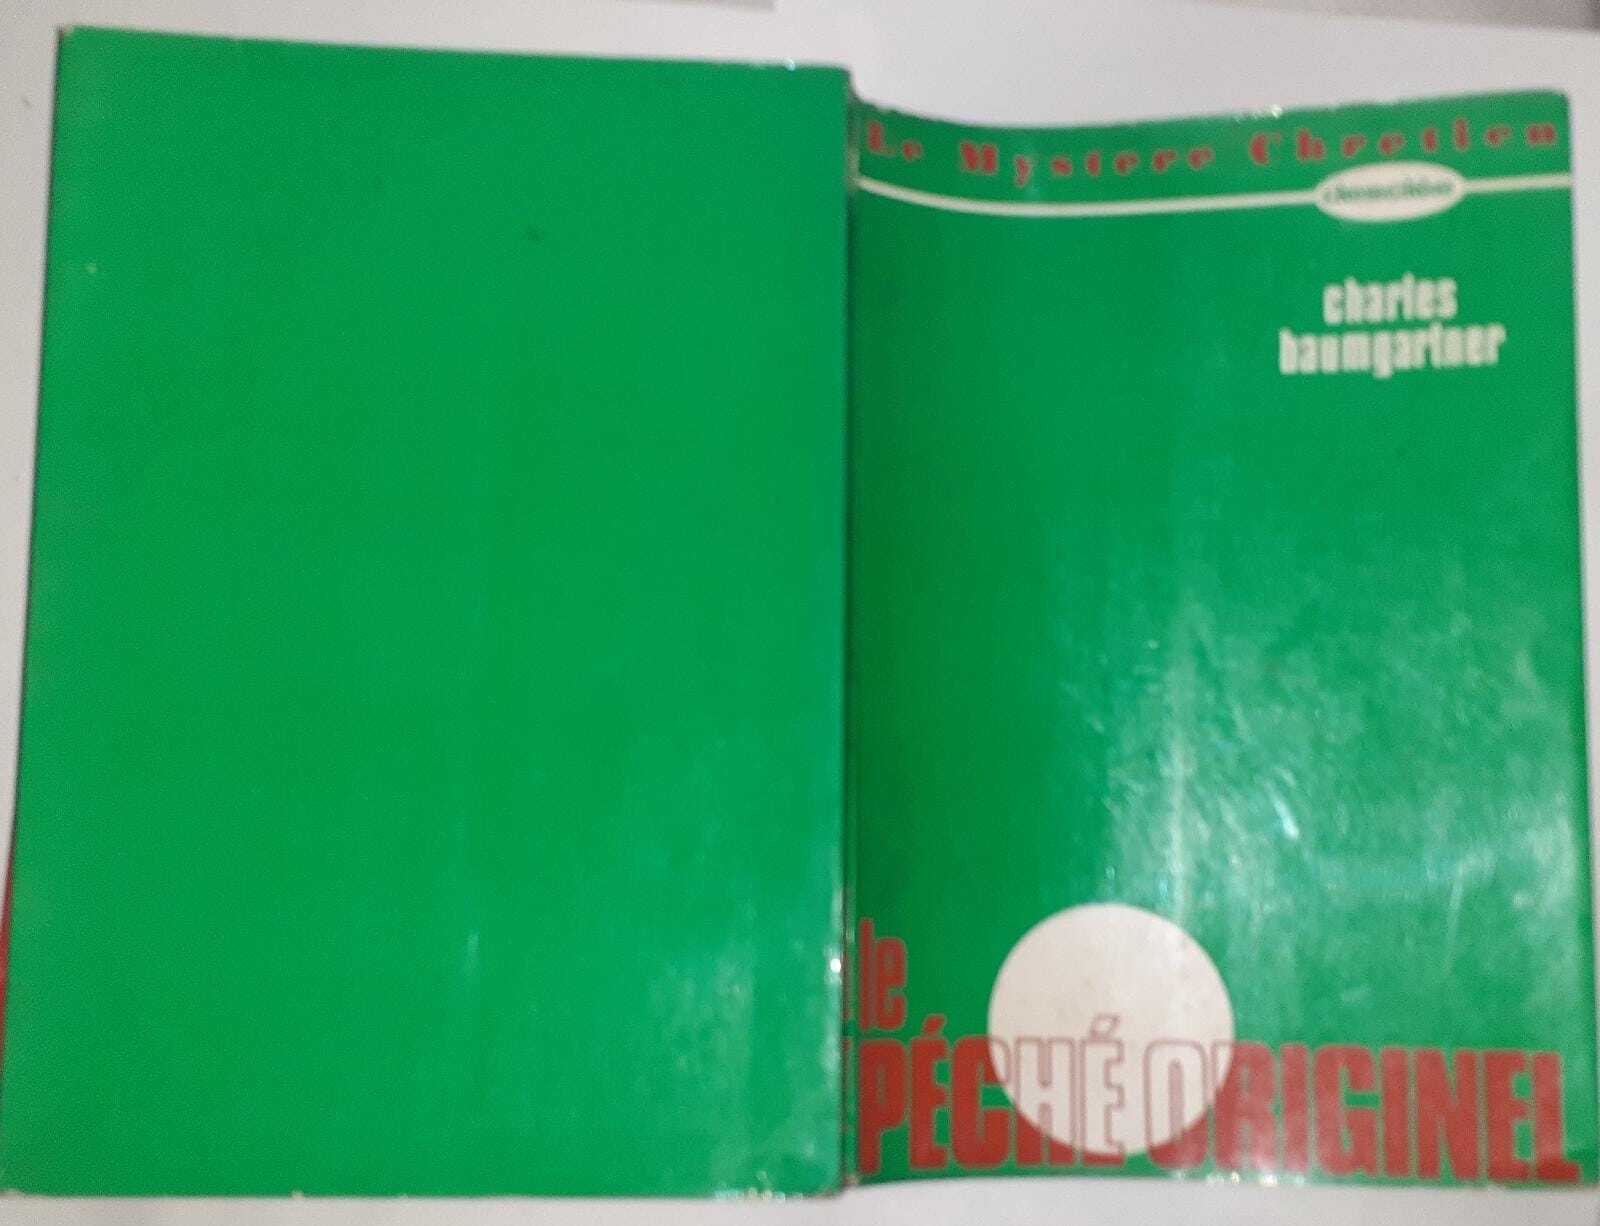 Le Mystere Chretien
charles
baumgartner
le
PÉCHÉ ORIGINEL